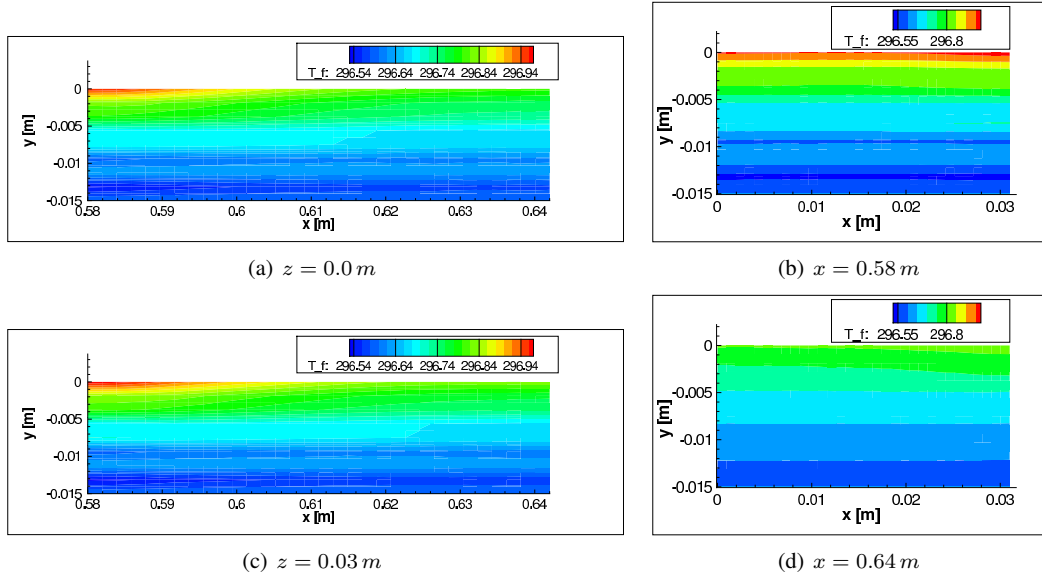 T_f: 296.54 296.64 296.74 296.84 296.94
y [m]
0
-0.005
-0.01
-0.015
0.58 0.59 0.6 0.61 0.62 0.63 0.64
x [m]
(a) z = 0.0 m
T_f: 296.55 296.8
y [m]
0
-0.005
-0.01
-0.015
0 0.01 0.02 0.03
x [m]
(b) x = 0.58 m
T_f: 296.54 296.64 296.74 296.84 296.94
y [m]
0
-0.005
-0.01
-0.015
0.58 0.59 0.6 0.61 0.62 0.63 0.64
x [m]
(c) z = 0.03 m
T_f: 296.55 296.8
y [m]
0
-0.005
-0.01
-0.015
0 0.01 0.02 0.03
x [m]
(d) x = 0.64 m